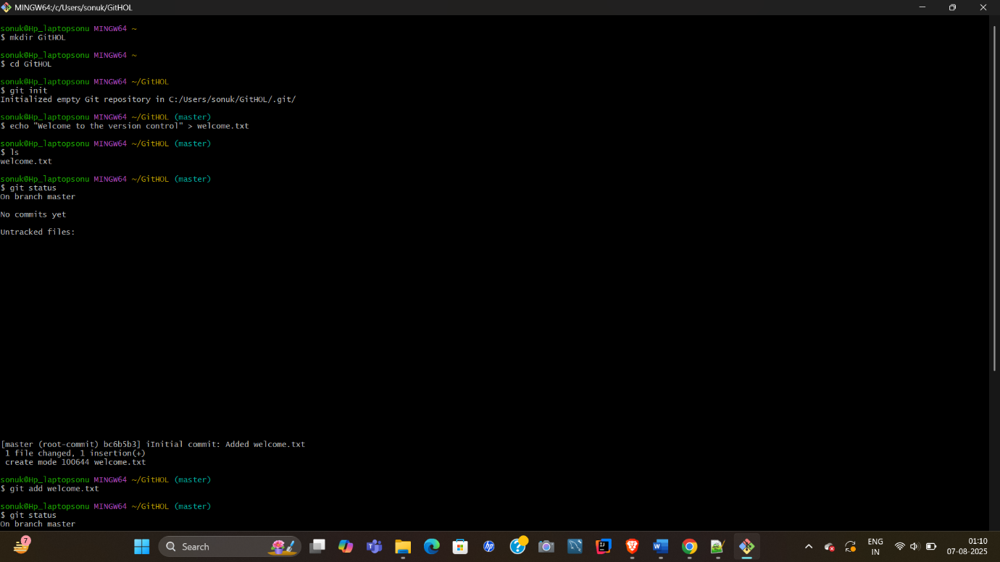 MINGW64:/c/Users/sonuk/GitHOL
sonuk@Hp_laptopsonu MINGW64 ~
$ mkdir GitHOL
sonuk@Hp_laptopsonu MINGW64 ~
$ cd GitHOL
sonuk@Hp_laptopsonu MINGW64 ~/GitHOL
$ git init
Initialized empty Git repository in C:/Users/sonuk/GitHOL/.git/
sonuk@Hp_laptopsonu MINGW64 ~/GitHOL (master)
$ echo "Welcome to the version control" > welcome.txt
sonuk@Hp_laptopsonu MINGW64 ~/GitHOL (master)
$ ls
welcome.txt
sonuk@Hp_laptopsonu MINGW64 ~/GitHOL (master)
$ git status
On branch master
No commits yet
Untracked files:
[master (root-commit) bc6b5b3] iInitial commit: Added welcome.txt
1 file changed, 1 insertion(+)
create mode 100644 welcome.txt
sonuk@Hp_laptopsonu MINGW64 ~/GitHOL (master)
$ git add welcome.txt
sonuk@Hp_laptopsonu MINGW64 ~/GitHOL (master)
$ git status
On branch master
7
Search
ENG
IN
01:10
07-08-2025